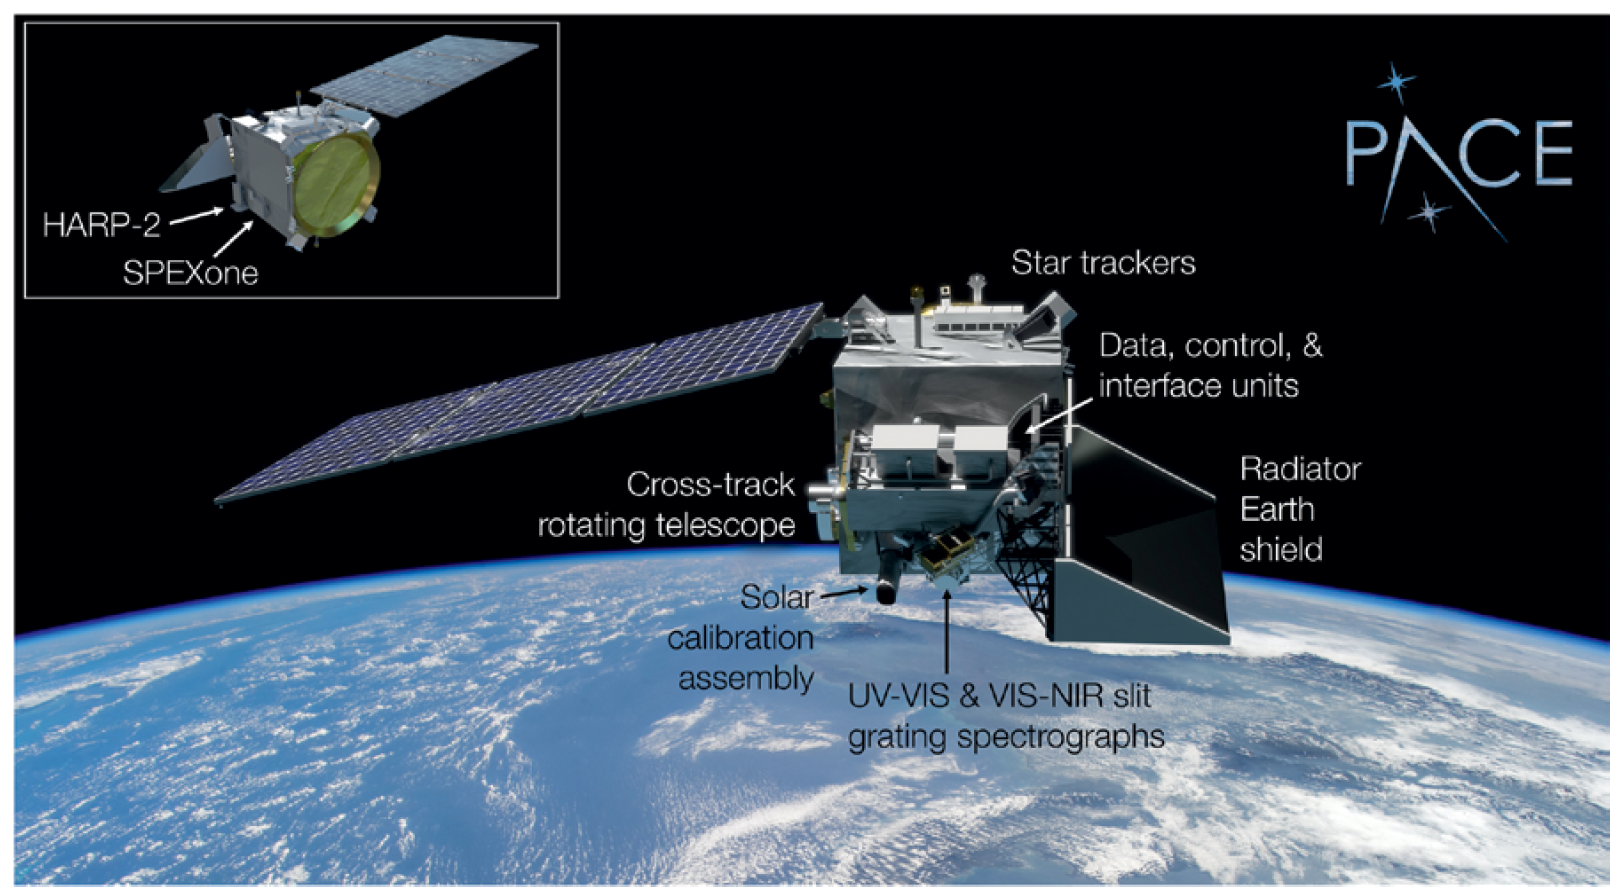 HARP-2
SPEXone
PACE
Star trackers
Data, control, &
interface units
Cross-track
rotating telescope
Radiator
Earth
shield
Solar
calibration
assembly
UV-VIS & VIS-NIR slit
grating spectrographs